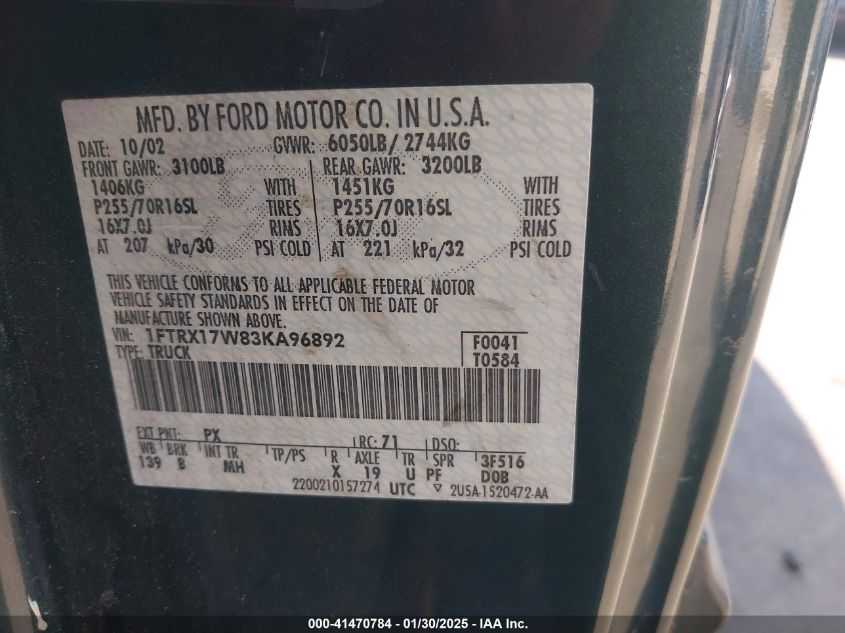 MFD. BY FORD MOTOR CO. IN U.S.A.
DATE: 10/02 GVWR: 6050LB/ 2744KG
FRONT GAWR: 3100LB REAR GAWR: 3200LB
1406KG WITH 1451KG WITH
P255/70R16SL TIRES P255/70R16SL TIRES
16X7.0J RIMS 16X7.0J RIMS
AT 207 kPa/30 PSI COLD AT 221 kPa/32 PSI COLD
THIS VEHICLE CONFORMS TO ALL APPLICABLE FEDERAL MOTOR
VEHICLE SAFETY STANDARDS IN EFFECT ON THE DATE OF
MANUFACTURE SHOWN ABOVE.
VIN: 1FTRX17W83KA96892 F0041
TYPE: TRUCK T0584
EXT PNT: PX RC: 71 DSO:
WB BRK INT TR TP/PS R AXLE TR SPR 3F516
139 B MH X 19 U PF DOB
2200210157274 UTC ▽ 2U5A-1520472-AA
000-41470784 - 01/30/2025 - IAA Inc.